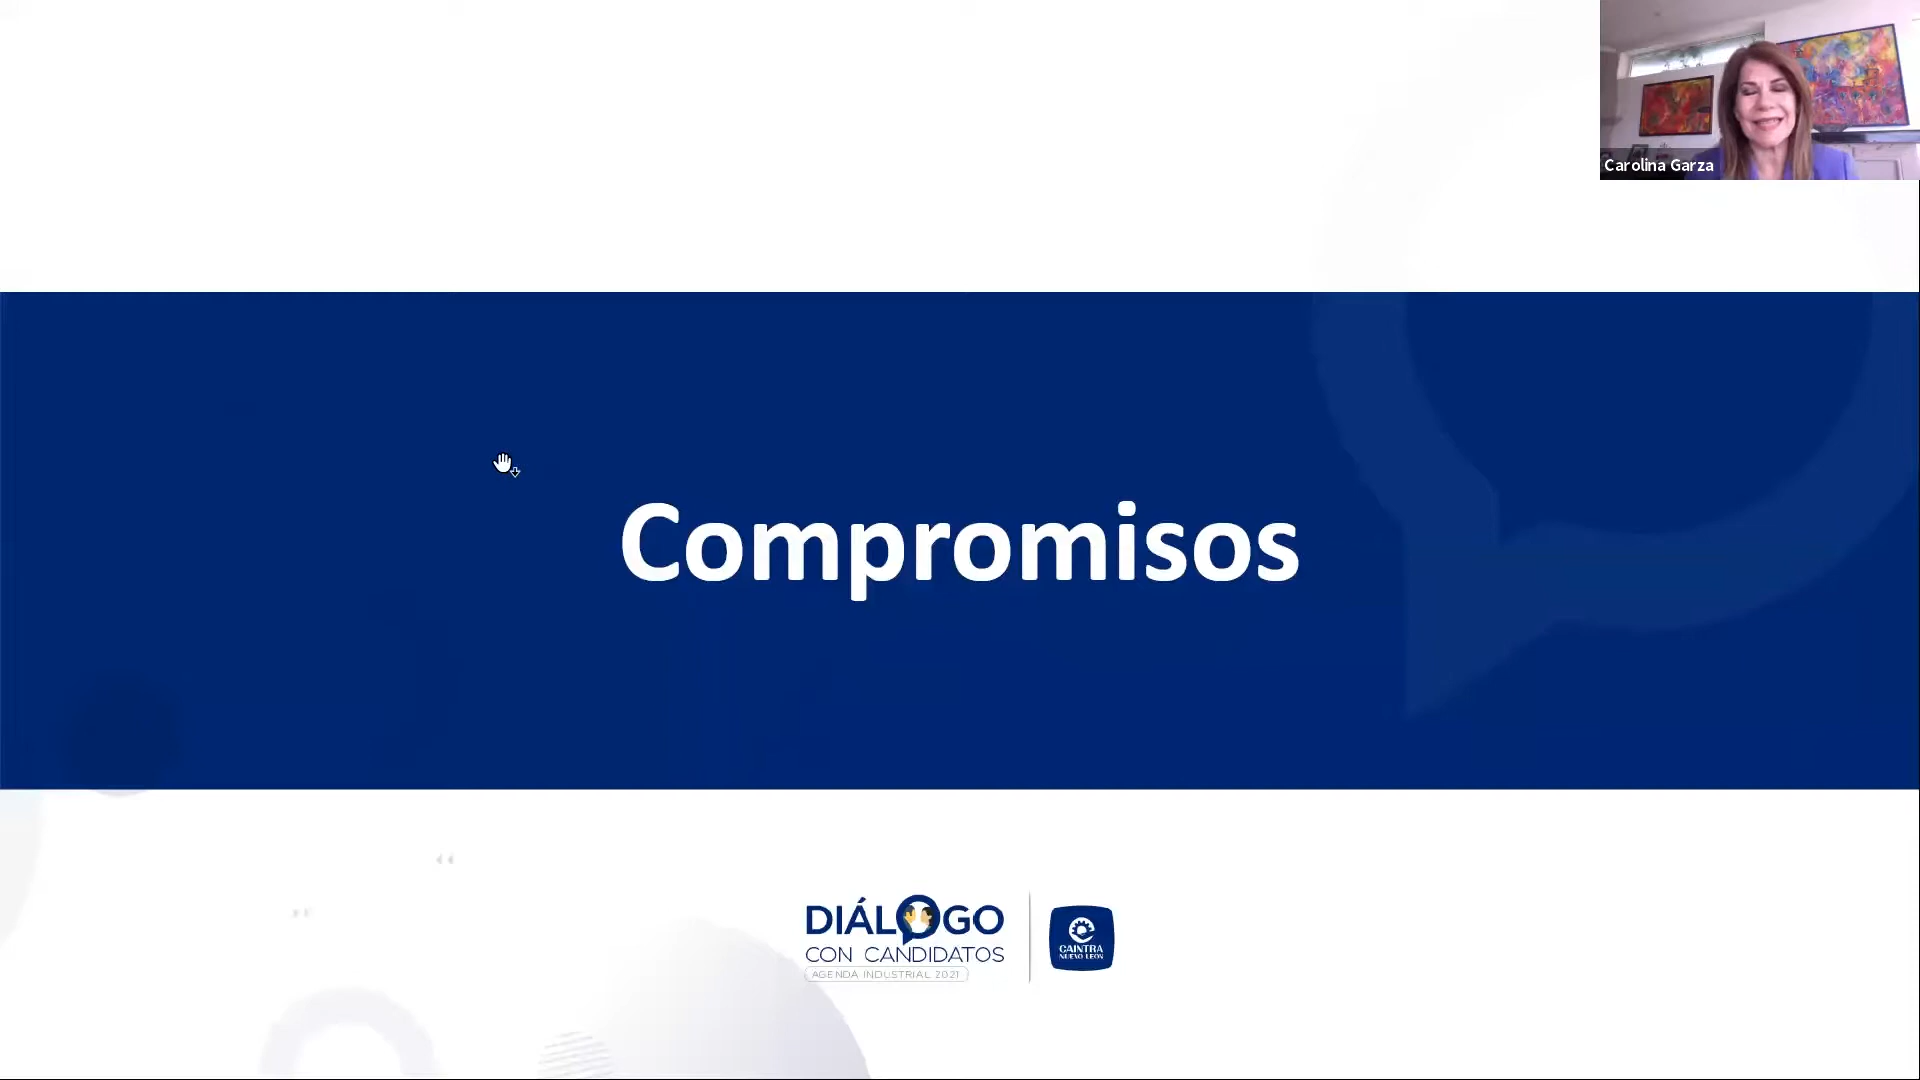 Carolina Garza
Compromisos
DIÁLOGO
CON CANDIDATOS
AGENDA INDUSTRIAL 2021
CAINTRA
NUEVO LEÓN